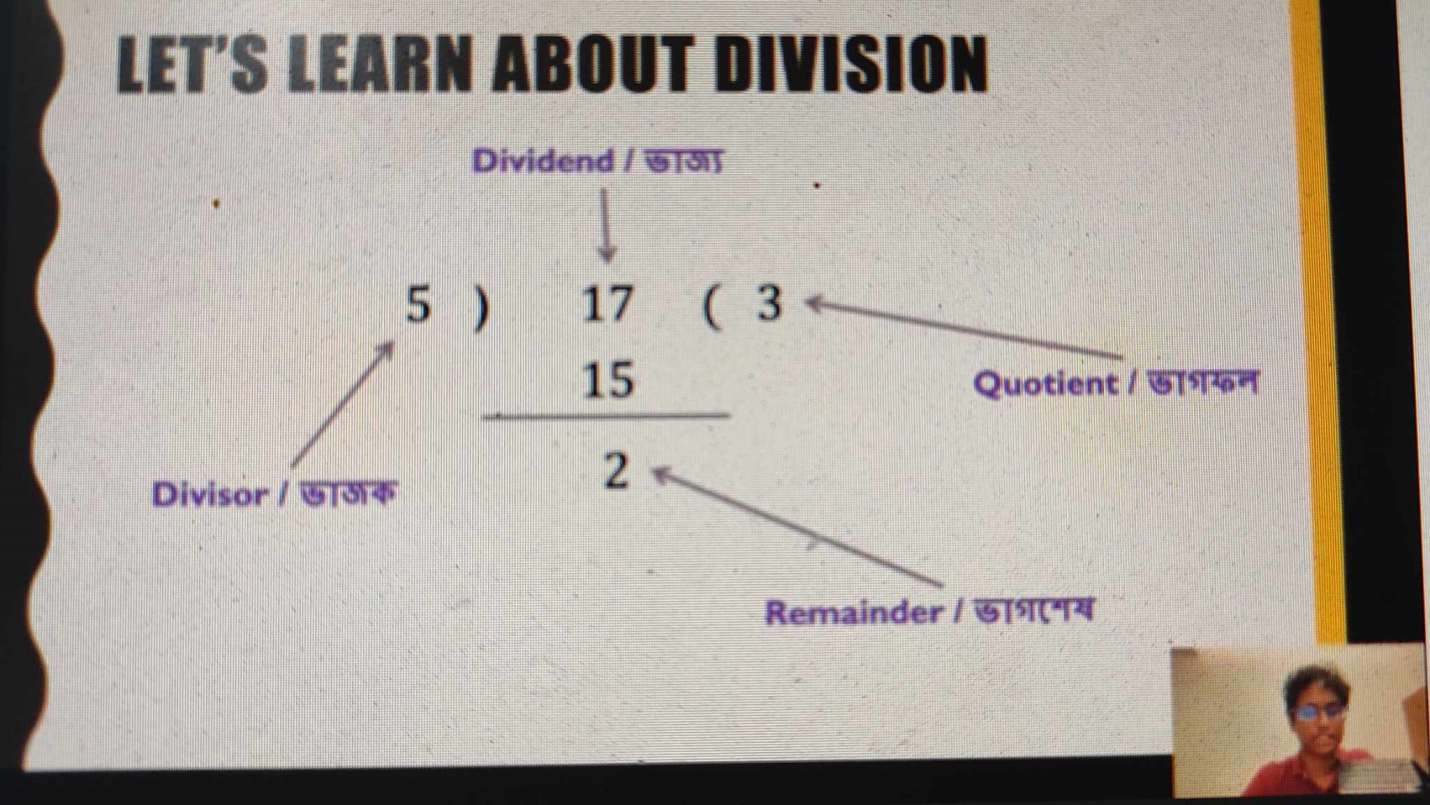 LET'S LEARN ABOUT DIVISION
Dividend / ভাজ্য
5 ) 17 ( 3
15
Quotient / ভাগফল
2
Divisor / ভাজক
Remainder / ভাগশেষ